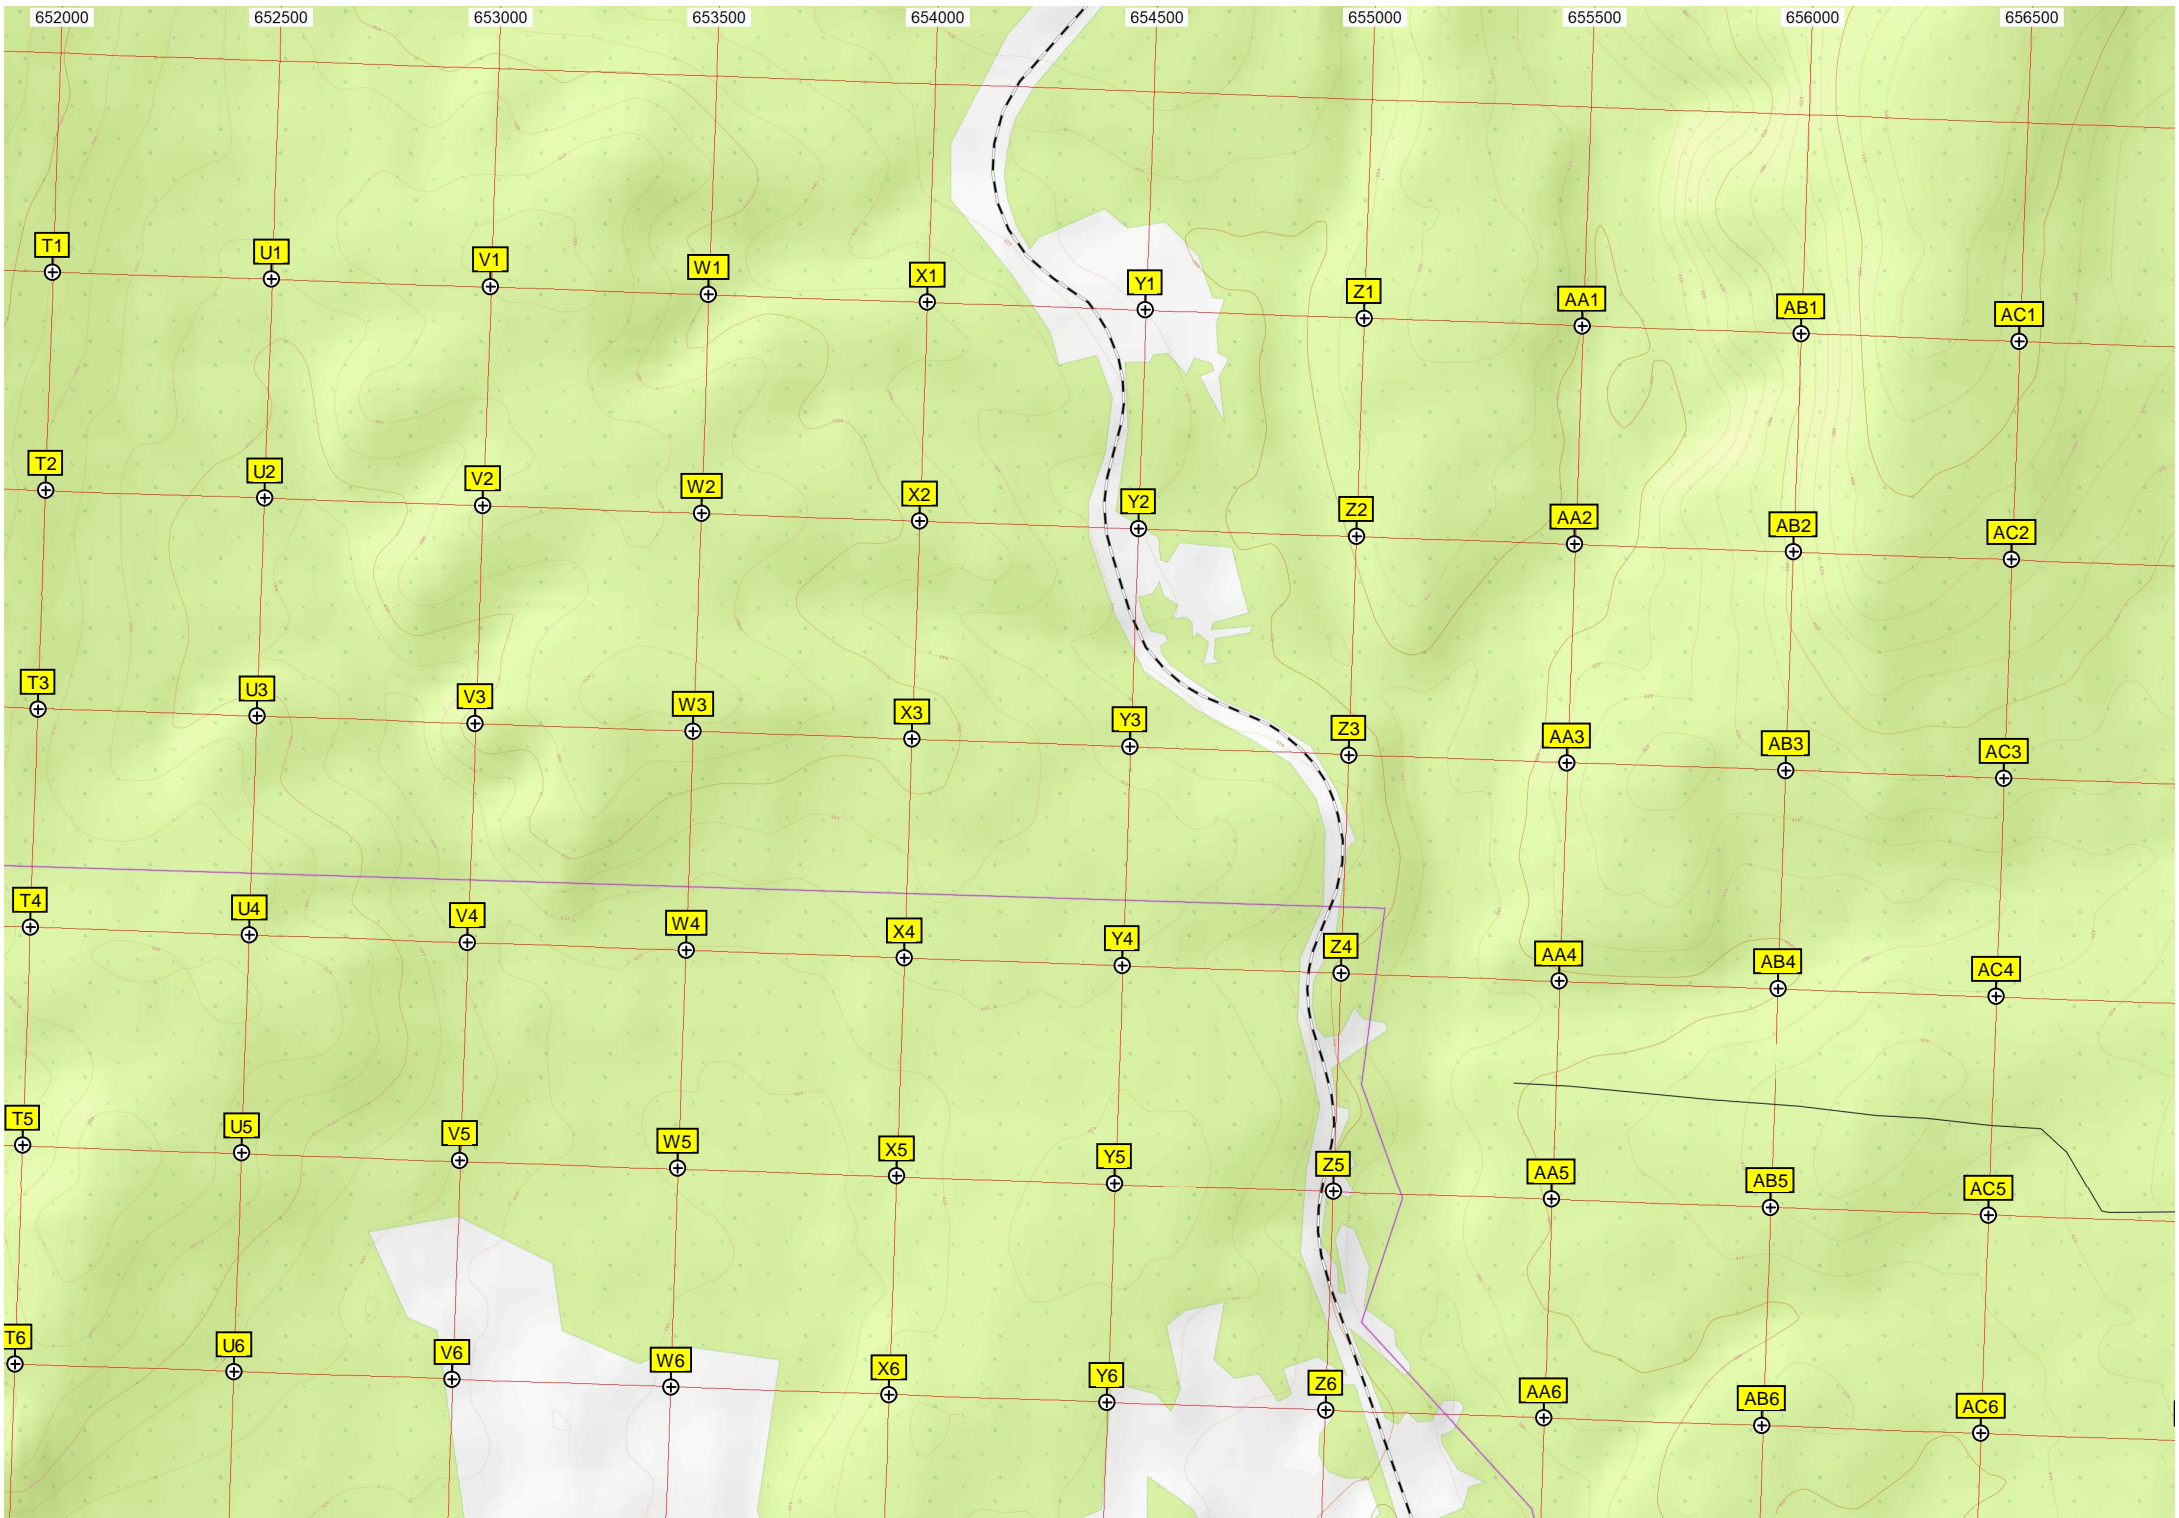 652000 652500 653000 653500 654000 654500 655000 655500 656000 656500
T1 U1 V1 W1 X1 Y1 Z1 AA1 AB1 AC1
T2 U2 V2 W2 X2 Y2 Z2 AA2 AB2 AC2
T3 U3 V3 W3 X3 Y3 Z3 AA3 AB3 AC3
T4 U4 V4 W4 X4 Y4 Z4 AA4 AB4 AC4
T5 U5 V5 W5 X5 Y5 Z5 AA5 AB5 AC5
T6 U6 V6 W6 X6 Y6 Z6 AA6 AB6 AC6